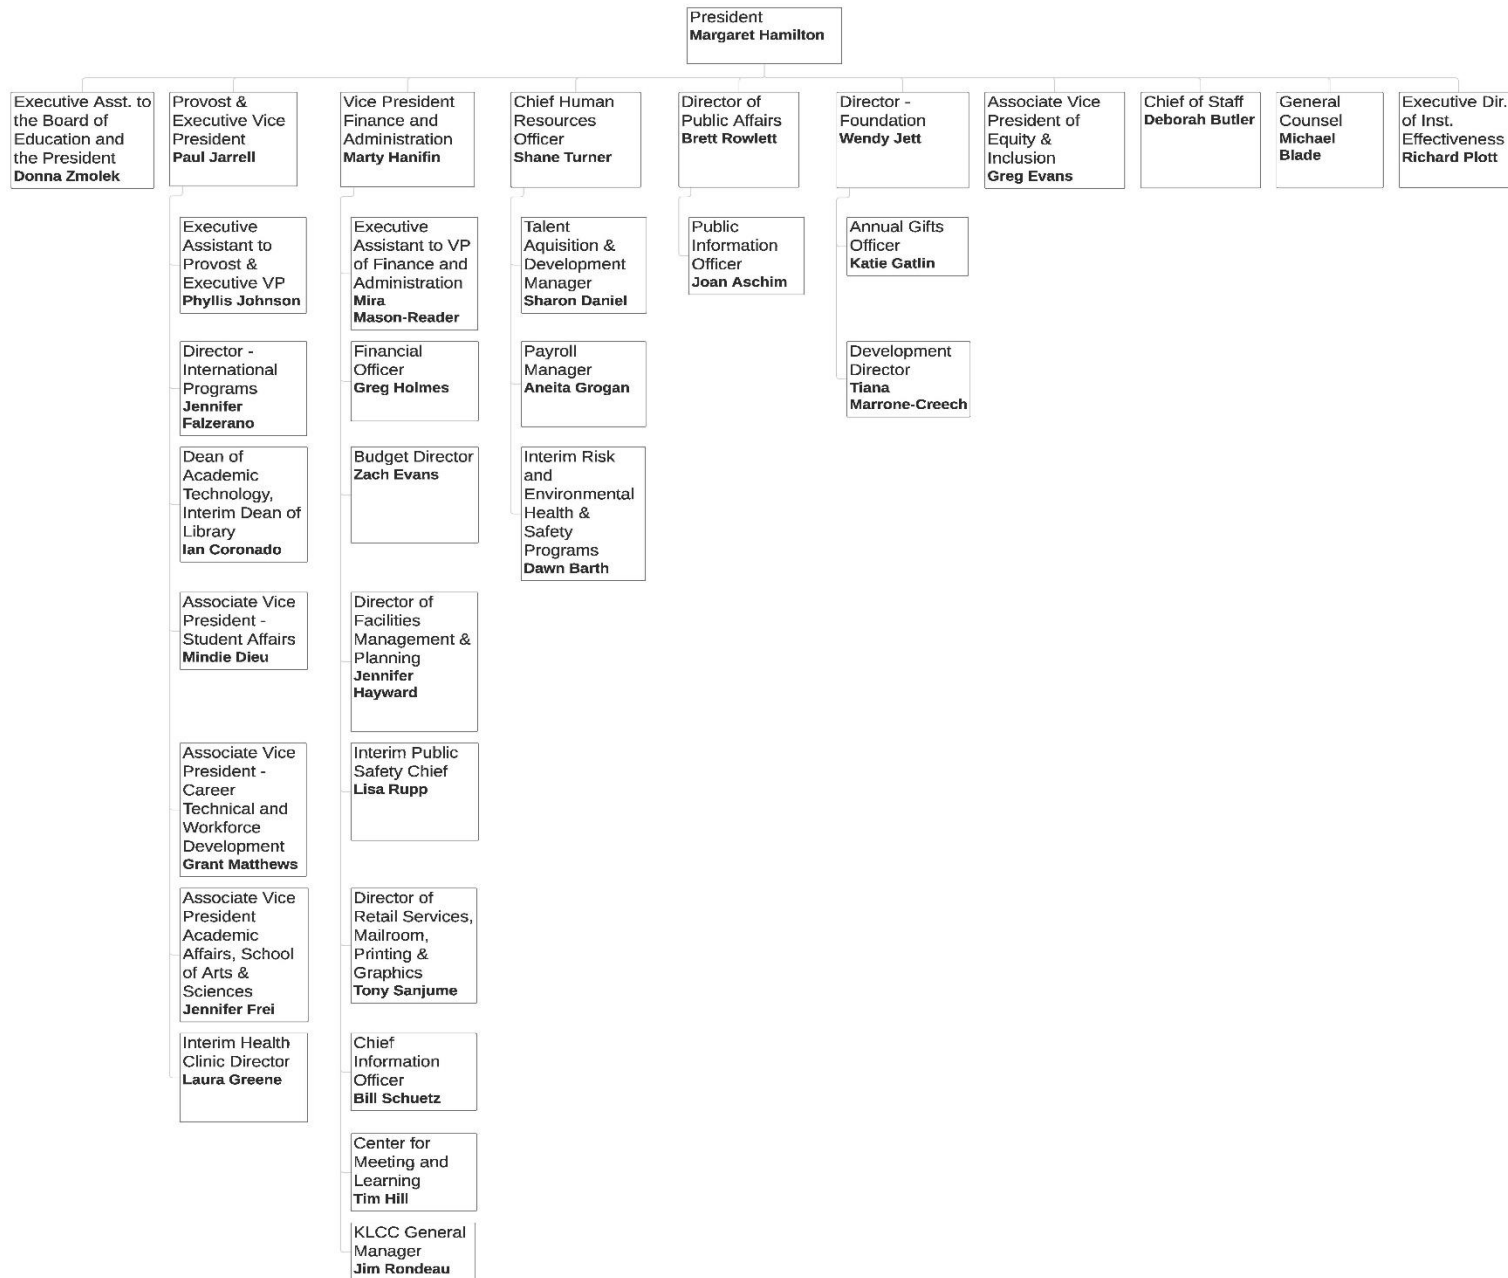 President
Margaret Hamilton
Executive Asst. to
the Board of
Education and
the President
Donna Zmolek
Provost &
Executive Vice
President
Paul Jarrell
Vice President
Finance and
Administration
Marty Hanifin
Chief Human
Resources
Officer
Shane Turner
Director of
Public Affairs
Brett Rowlett
Director -
Foundation
Wendy Jett
Associate Vice
President of
Equity &
Inclusion
Greg Evans
Chief of Staff
Deborah Butler
General
Counsel
Michael
Blade
Executive Dir.
of Inst.
Effectiveness
Richard Plott
Executive
Assistant to
Provost &
Executive VP
Phyllis Johnson
Director -
International
Programs
Jennifer
Falzerano
Dean of
Academic
Technology,
Interim Dean of
Library
Ian Coronado
Associate Vice
President -
Student Affairs
Mindie Dieu
Associate Vice
President -
Career
Technical and
Workforce
Development
Grant Matthews
Associate Vice
President
Academic
Affairs, School
of Arts &
Sciences
Jennifer Frei
Interim Health
Clinic Director
Laura Greene
Executive
Assistant to VP
of Finance and
Administration
Mira
Mason-Reader
Financial
Officer
Greg Holmes
Budget Director
Zach Evans
Director of
Facilities
Management &
Planning
Jennifer
Hayward
Interim Public
Safety Chief
Lisa Rupp
Director of
Retail Services,
Mailroom,
Printing &
Graphics
Tony Sanjume
Chief
Information
Officer
Bill Schuetz
Center for
Meeting and
Learning
Tim Hill
KLCC General
Manager
Jim Rondeau
Talent
Aquisition &
Development
Manager
Sharon Daniel
Payroll
Manager
Aneita Grogan
Interim Risk
and
Environmental
Health &
Safety
Programs
Dawn Barth
Public
Information
Officer
Joan Aschim
Annual Gifts
Officer
Katie Gatlin
Development
Director
Tiana
Marrone-Creech